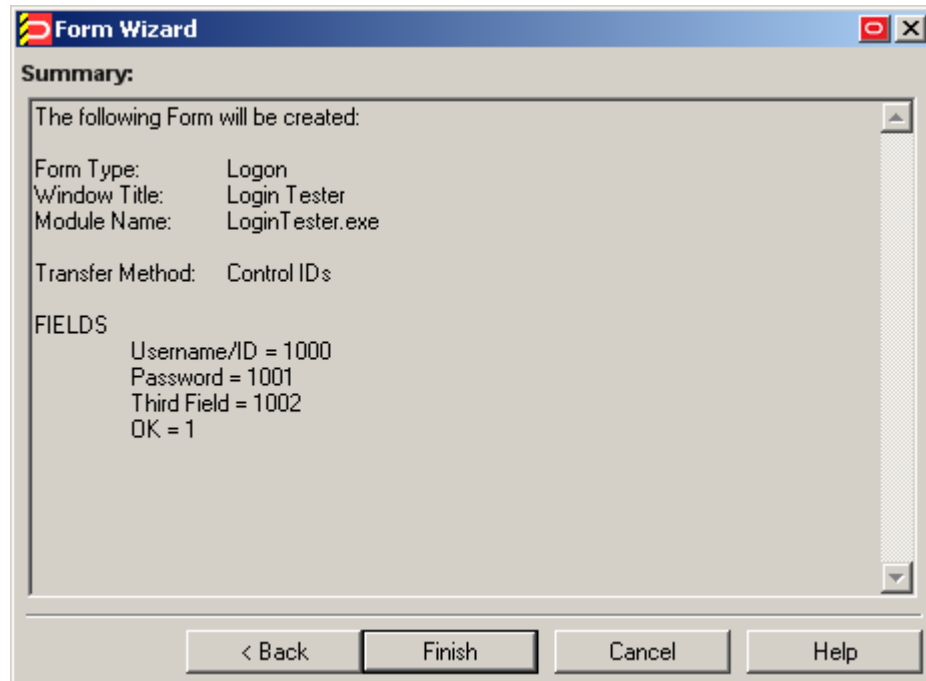 Form Wizard
Summary:
The following Form will be created:
Form Type: Logon
Window Title: Login Tester
Module Name: LoginTester.exe
Transfer Method: Control IDs
FIELDS
Username/ID = 1000
Password = 1001
Third Field = 1002
OK = 1
< Back Finish Cancel Help